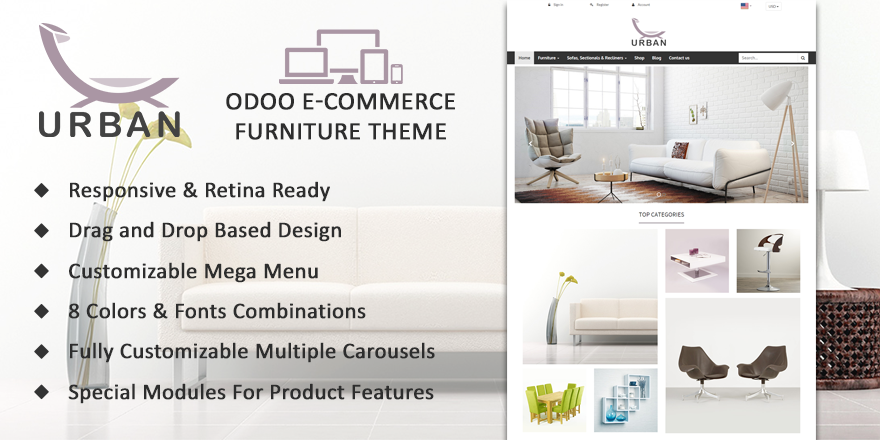 URBAN
ODOO E-COMMERCE
FURNITURE THEME
Responsive & Retina Ready
Drag and Drop Based Design
Customizable Mega Menu
8 Colors & Fonts Combinations
Fully Customizable Multiple Carousels
Special Modules For Product Features
Sign in Register Account USD
URBAN
Home Furniture Sofas, Sectionals & Recliners Shop Blog Contact us Search...
TOP CATEGORIES